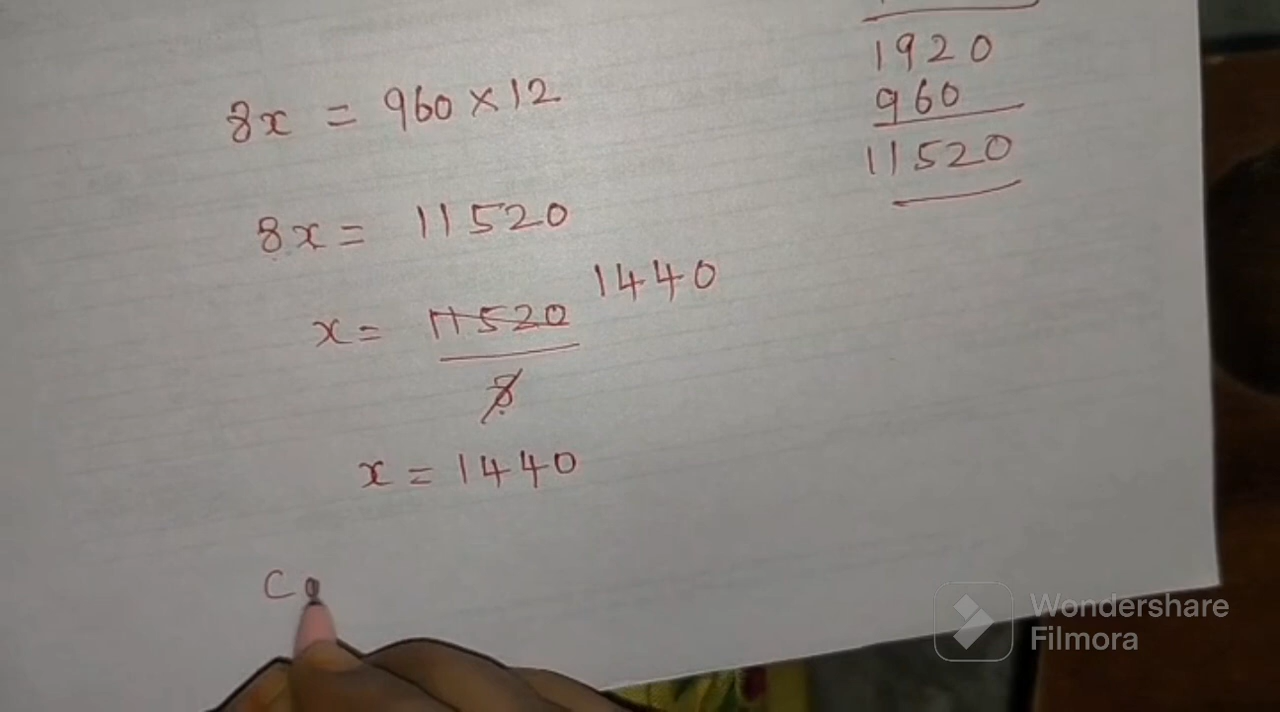 8x = 960 × 12
8x = 11520
x = 11520 1440
8
x = 1440
1920
960
11520
Wondershare
Filmora